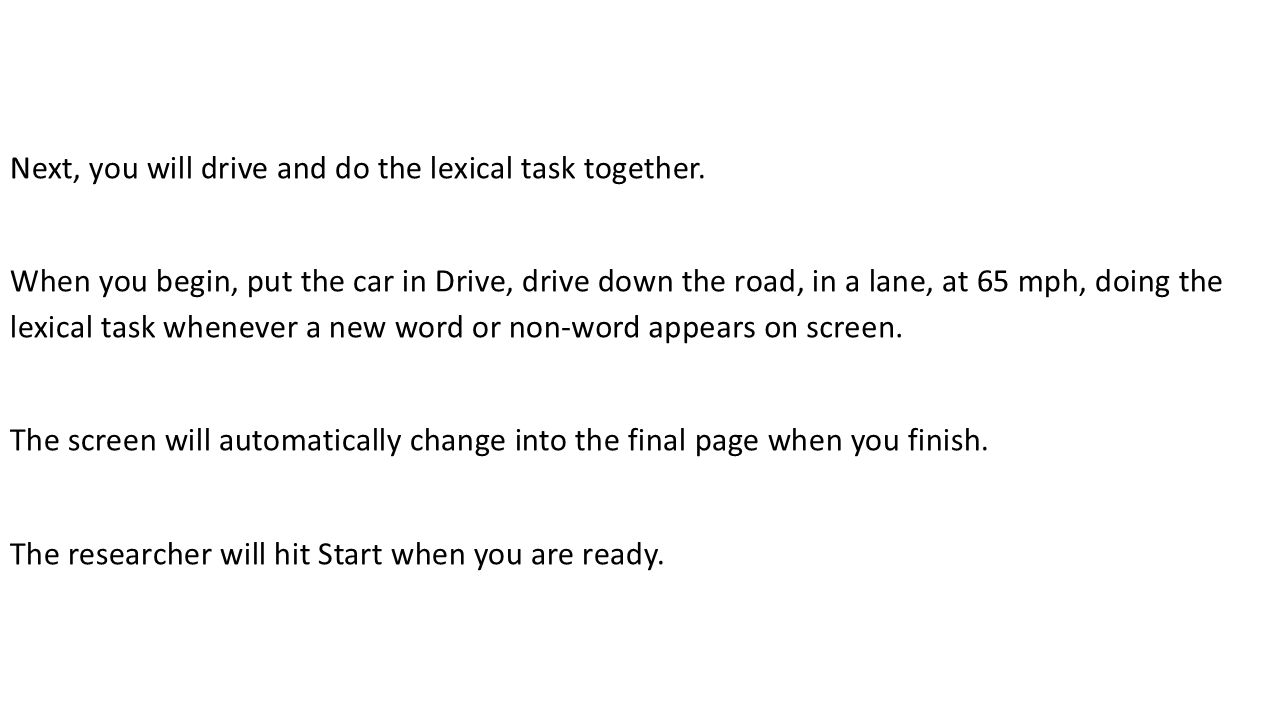 Next, you will drive and do the lexical task together.
When you begin, put the car in Drive, drive down the road, in a lane, at 65 mph, doing the
lexical task whenever a new word or non-word appears on screen.
The screen will automatically change into the final page when you finish.
The researcher will hit Start when you are ready.